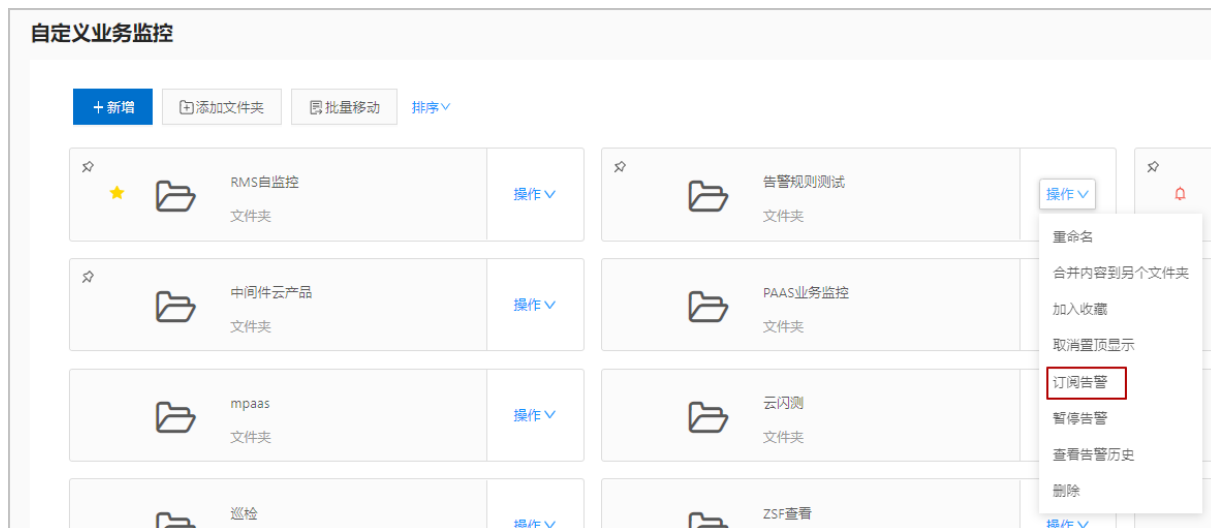 自定义业务监控
新增 添加文件夹 批量移动 排序
RMS自监控
文件夹
操作
告警规则测试
文件夹
操作
重命名
合并内容到另个文件夹
加入收藏
取消置顶显示
订阅告警
暂停告警
查看告警历史
删除
中间件云产品
文件夹
操作
PAAS业务监控
文件夹
mpaas
文件夹
操作
云闪测
文件夹
巡检
操作
ZSF查看
操作